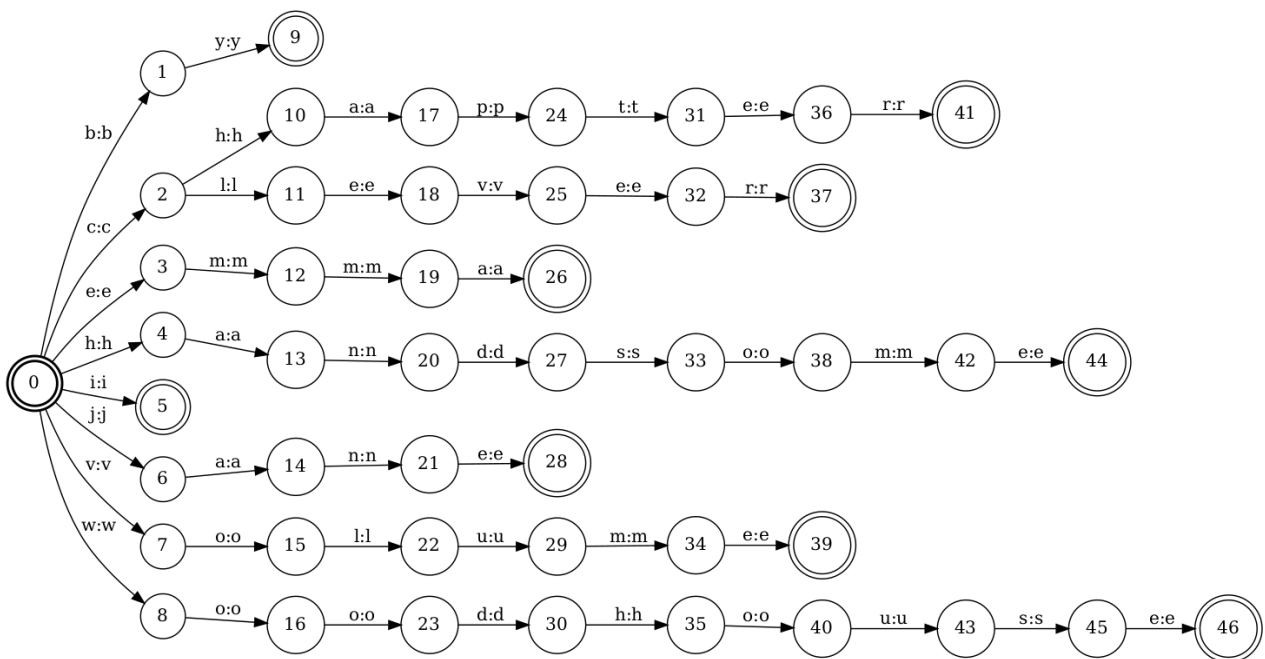 y:y 9
1
b:b
h:h 10 a:a 17 p:p 24 t:t 31 e:e 36 r:r 41
2 l:l 11 e:e 18 v:v 25 e:e 32 r:r 37
c:c
3 m:m 12 m:m 19 a:a 26
e:e
h:h 4 a:a 13 n:n 20 d:d 27 s:s 33 o:o 38 m:m 42 e:e 44
0 i:i 5
j:j 6 a:a 14 n:n 21 e:e 28
v:v 7 o:o 15 l:l 22 u:u 29 m:m 34 e:e 39
w:w 8 o:o 16 o:o 23 d:d 30 h:h 35 o:o 40 u:u 43 s:s 45 e:e 46